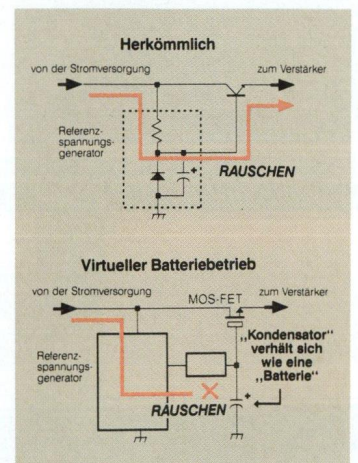 Herkömmlich
von der Stromversorgung
zum Verstärker
Referenz-
spannungs-
generator
+
RAUSCHEN
Virtueller Batteriebetrieb
von der Stromversorgung
MOS-FET
zum Verstärker
„Kondensator“
verhält sich
wie eine
„Batterie“
Referenz-
spannungs-
generator
RAUSCHEN
+